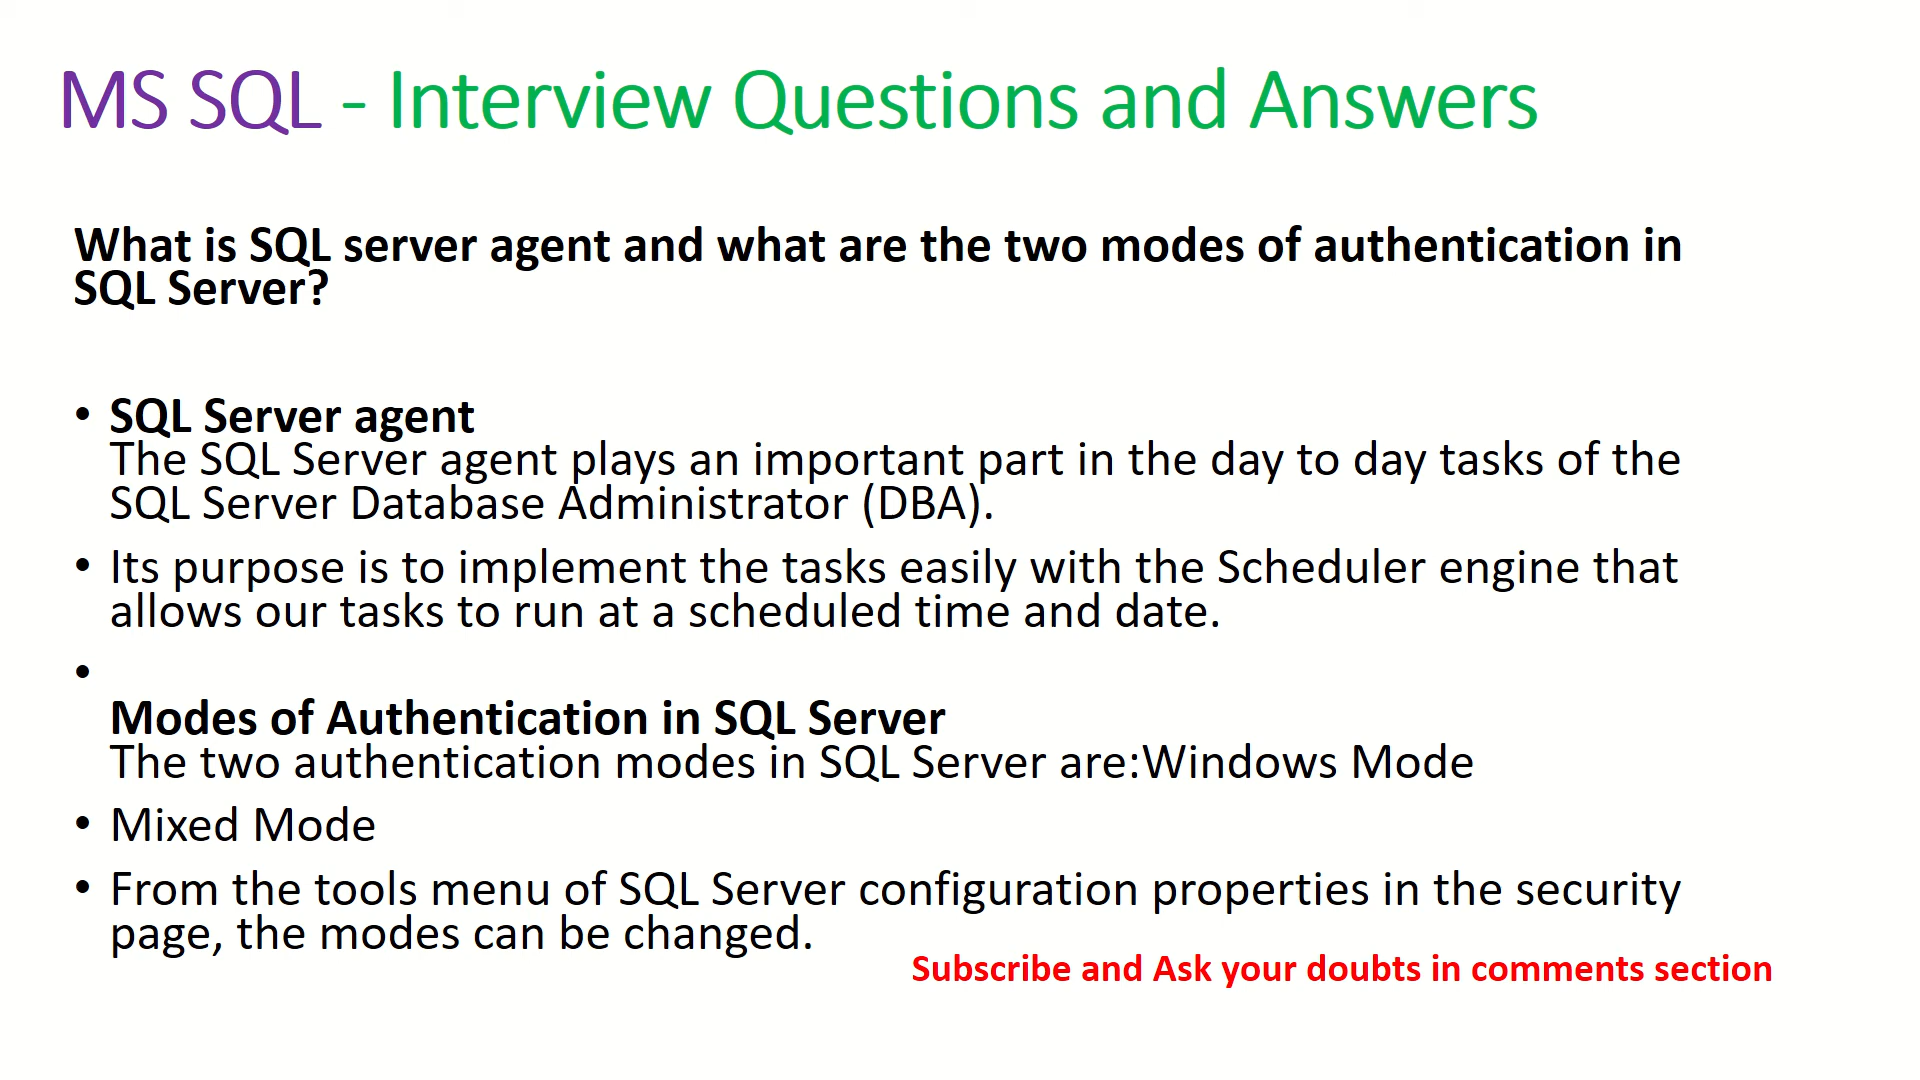 MS SQL - Interview Questions and Answers
What is SQL server agent and what are the two modes of authentication in
SQL Server?
• SQL Server agent
The SQL Server agent plays an important part in the day to day tasks of the
SQL Server Database Administrator (DBA).
• Its purpose is to implement the tasks easily with the Scheduler engine that
allows our tasks to run at a scheduled time and date.
•
Modes of Authentication in SQL Server
The two authentication modes in SQL Server are:Windows Mode
• Mixed Mode
• From the tools menu of SQL Server configuration properties in the security
page, the modes can be changed.
Subscribe and Ask your doubts in comments section